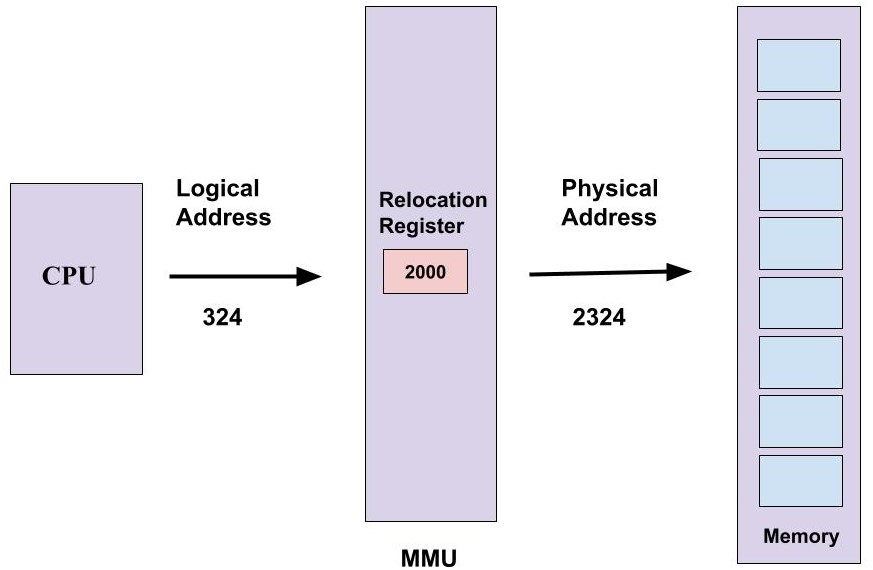 CPU
Logical
Address
324
Relocation
Register
2000
MMU
Physical
Address
2324
Memory